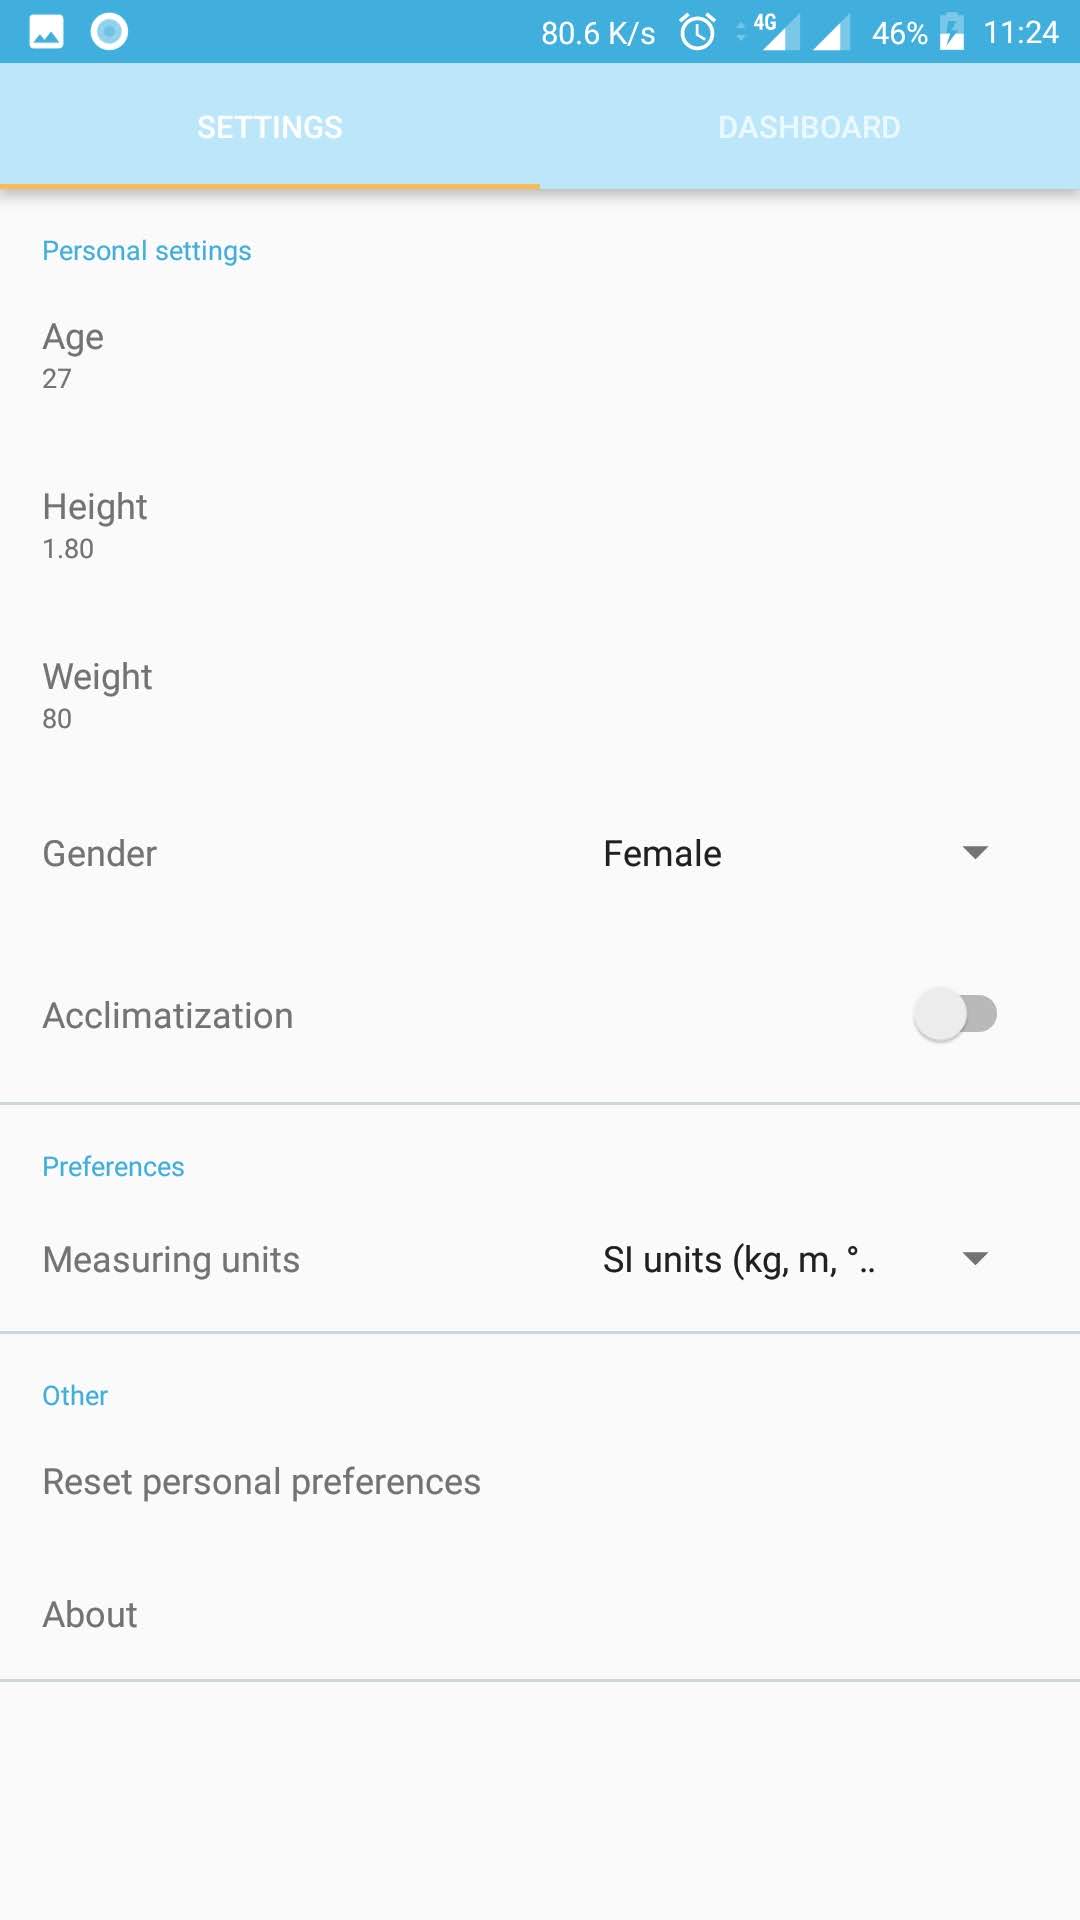 80.6 K/s 4G 46% 11:24
SETTINGS DASHBOARD
Personal settings
Age
27
Height
1.80
Weight
80
Gender Female
Acclimatization
Preferences
Measuring units SI units (kg, m, °..
Other
Reset personal preferences
About